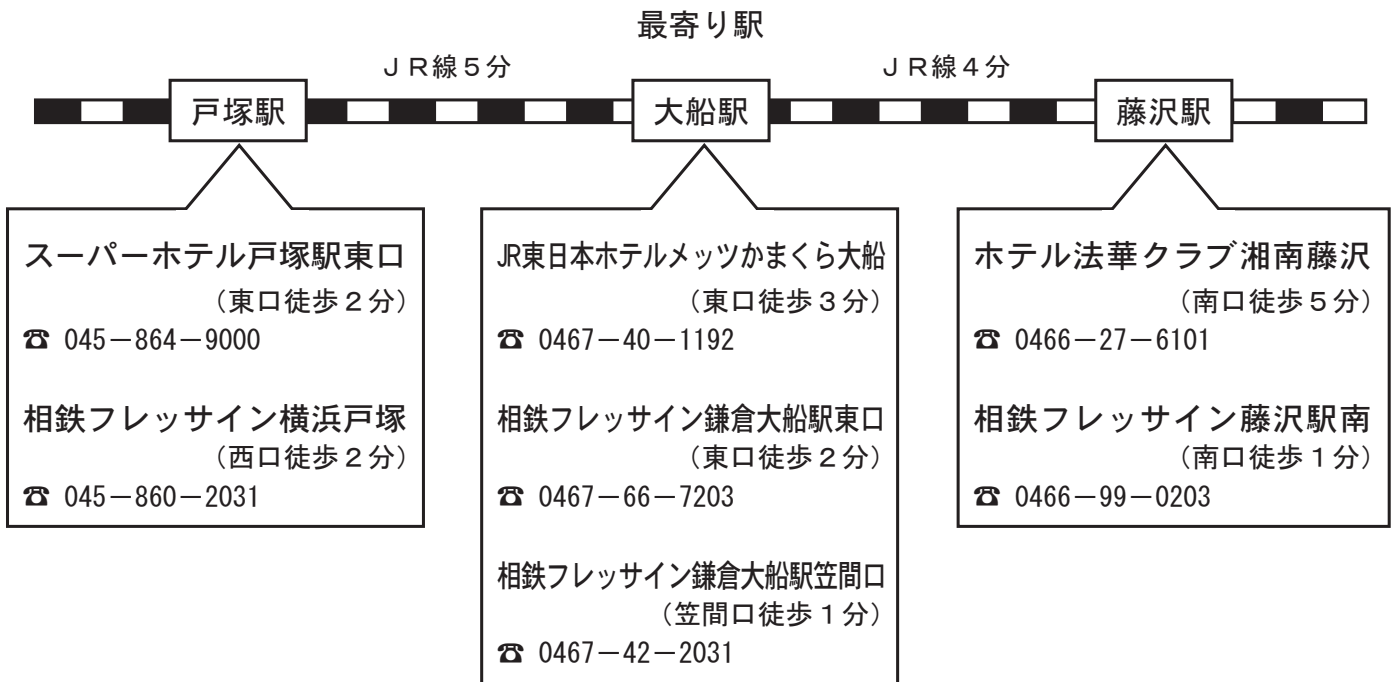 最寄り駅
ＪＲ線５分
ＪＲ線４分
戸塚駅
大船駅
藤沢駅
スーパーホテル戸塚駅東口
（東口徒歩２分）
☎ 045－864－9000
相鉄フレッサイン横浜戸塚
（西口徒歩２分）
☎ 045－860－2031
JR東日本ホテルメッツかまくら大船
（東口徒歩３分）
☎ 0467－40－1192
相鉄フレッサイン鎌倉大船駅東口
（東口徒歩２分）
☎ 0467－66－7203
相鉄フレッサイン鎌倉大船駅笠間口
（笠間口徒歩１分）
☎ 0467－42－2031
ホテル法華クラブ湘南藤沢
（南口徒歩５分）
☎ 0466－27－6101
相鉄フレッサイン藤沢駅南
（南口徒歩１分）
☎ 0466－99－0203